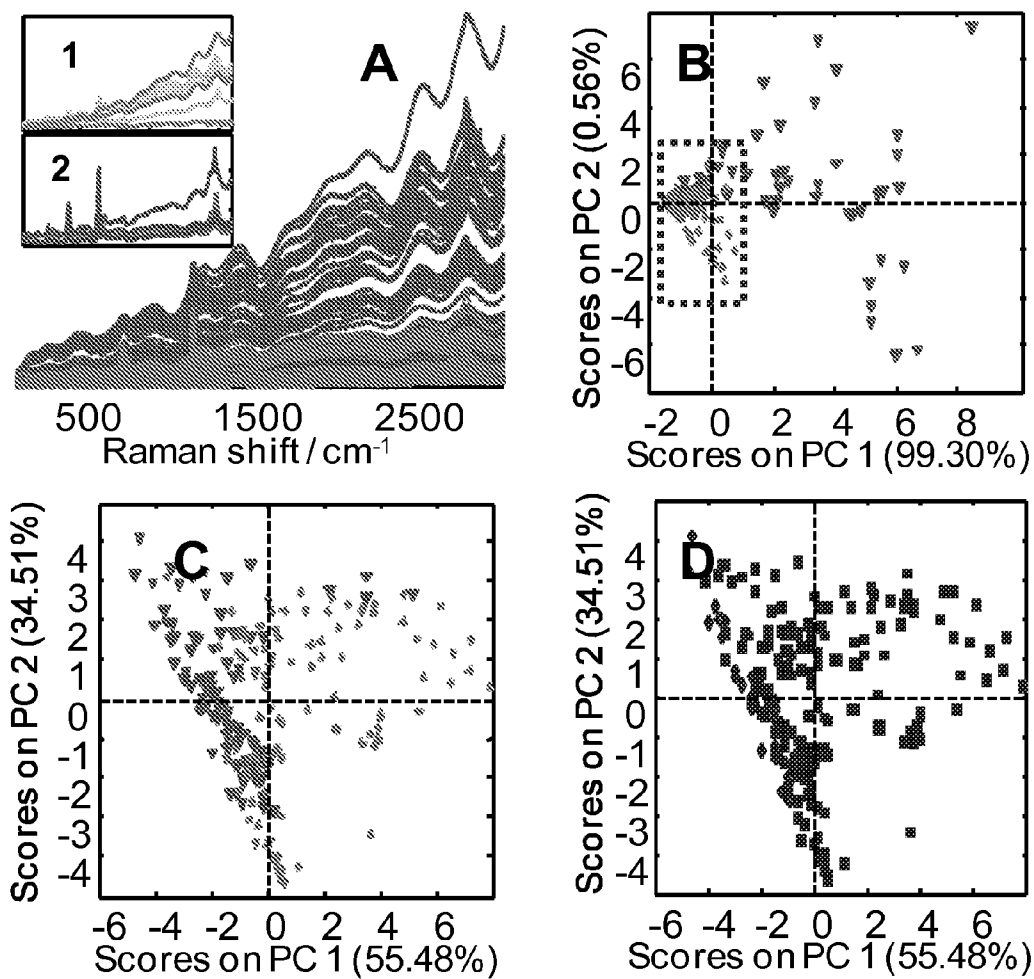 1
A
2
500 1500 2500
Raman shift / cm-1
B
Scores on PC 2 (0.56%)
6
4
2
0
-2
-4
-6
-2 0 2 4 6 8
Scores on PC 1 (99.30%)
C
Scores on PC 2 (34.51%)
4
3
2
1
0
-1
-2
-3
-4
-6 -4 -2 0 2 4 6
Scores on PC 1 (55.48%)
D
Scores on PC 2 (34.51%)
4
3
2
1
0
-1
-2
-3
-4
-6 -4 -2 0 2 4 6
Scores on PC 1 (55.48%)